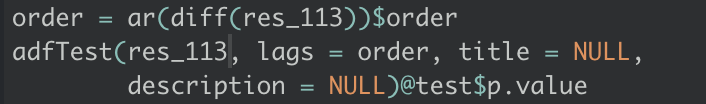 order = ar(diff(res_113))$order
adfTest(res_113, lags = order, title = NULL,
description = NULL)@test$p.value